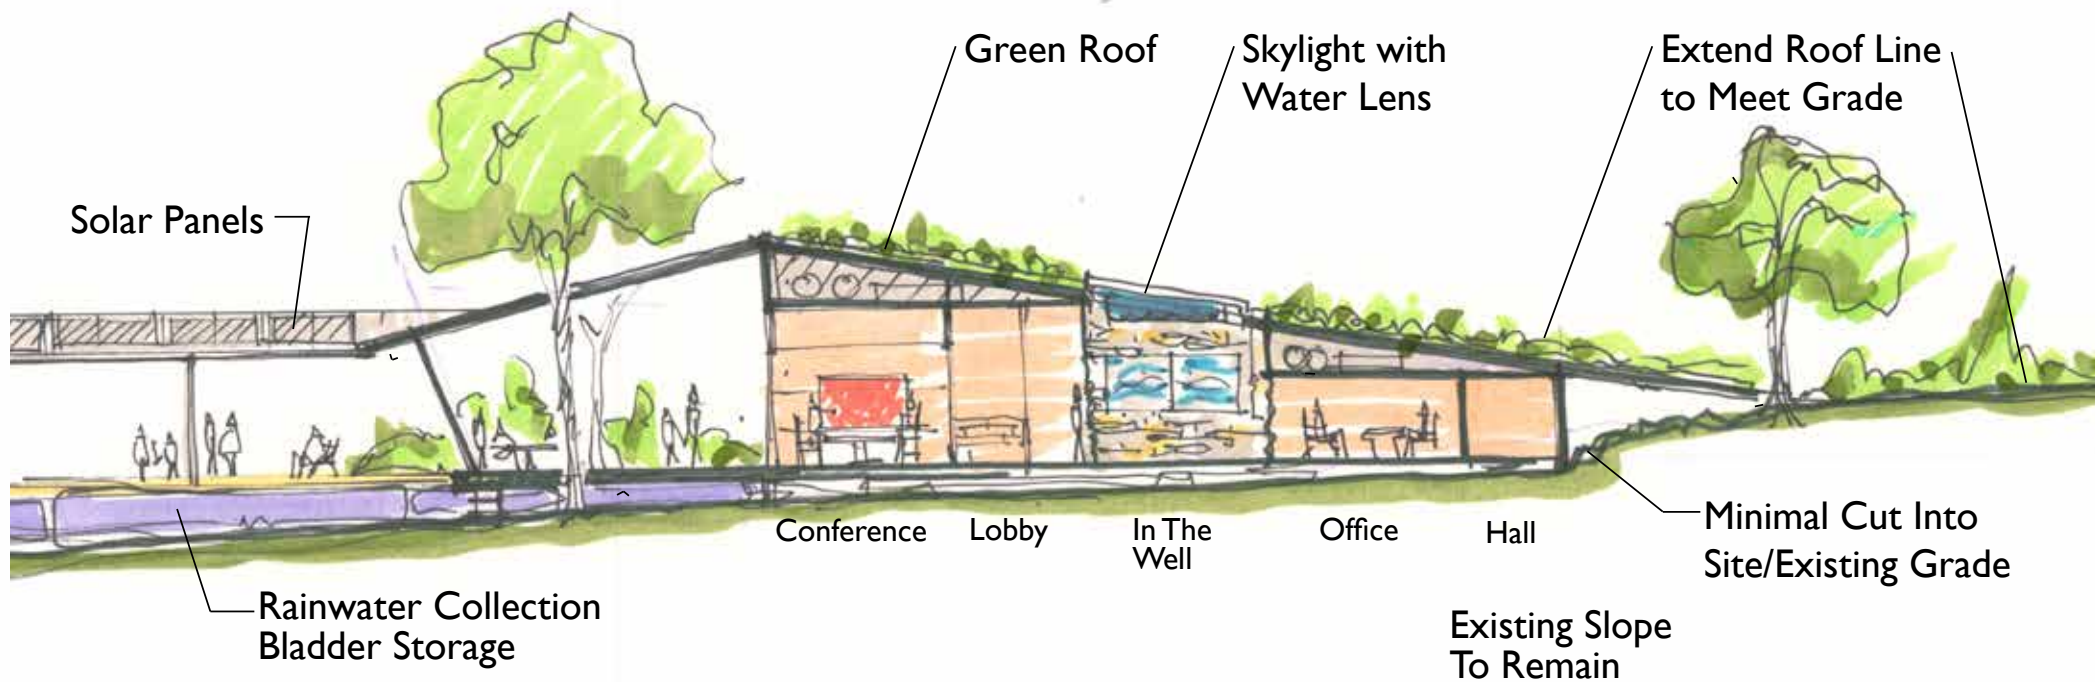 Green Roof
Skylight with
Water Lens
Extend Roof Line
to Meet Grade
Solar Panels
Conference
Lobby
In The
Well
Office
Hall
Minimal Cut Into
Site/Existing Grade
Rainwater Collection
Bladder Storage
Existing Slope
To Remain